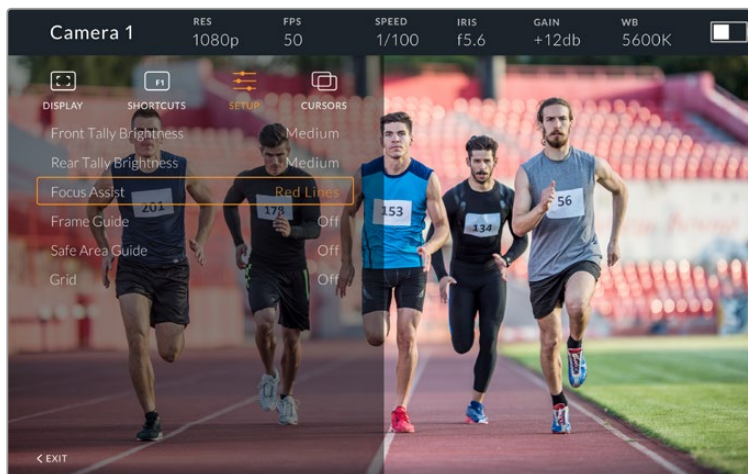 Camera 1
RES FPS SPEED IRIS GAIN WB
1080p 50 1/100 f5.6 +12db 5600K
F1
DISPLAY SHORTCUTS SETUP CURSORS
Front Tally Brightness Medium
Rear Tally Brightness Medium
Focus Assist Red Lines
Frame Guide Off
Safe Area Guide Off
Grid Off
201 178 153 134 56
< EXIT